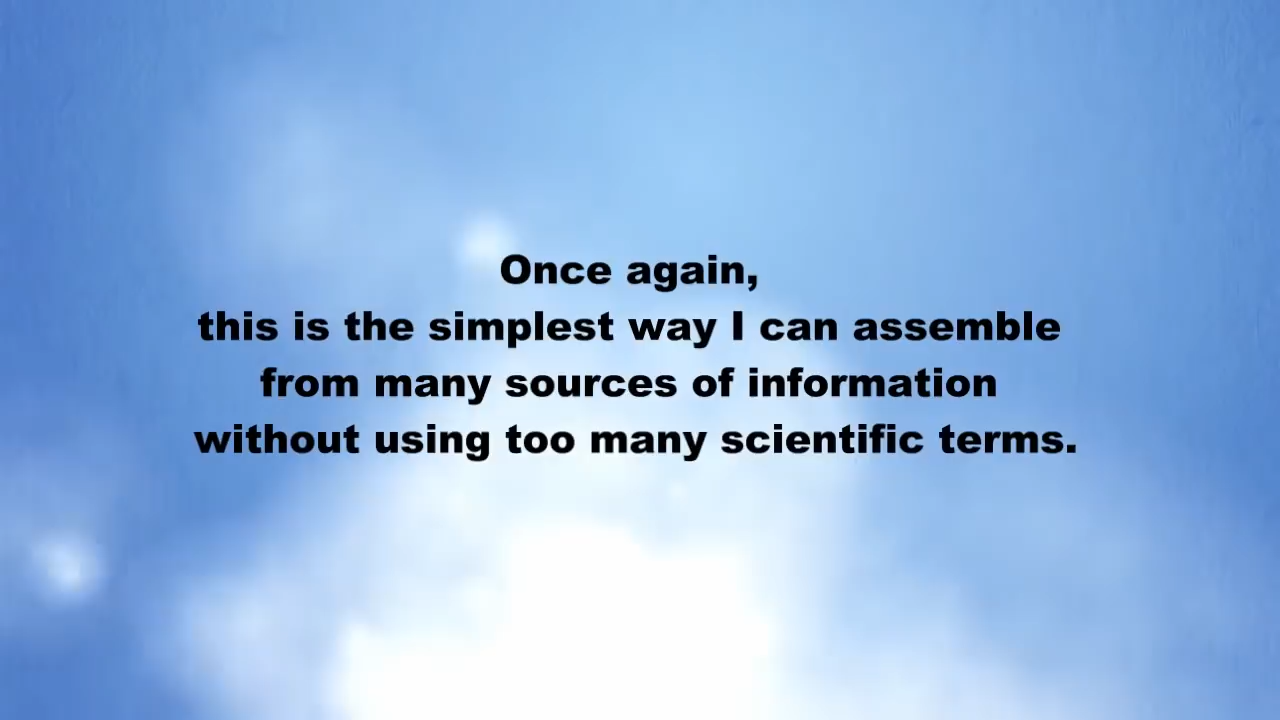 Once again,
this is the simplest way I can assemble
from many sources of information
without using too many scientific terms.